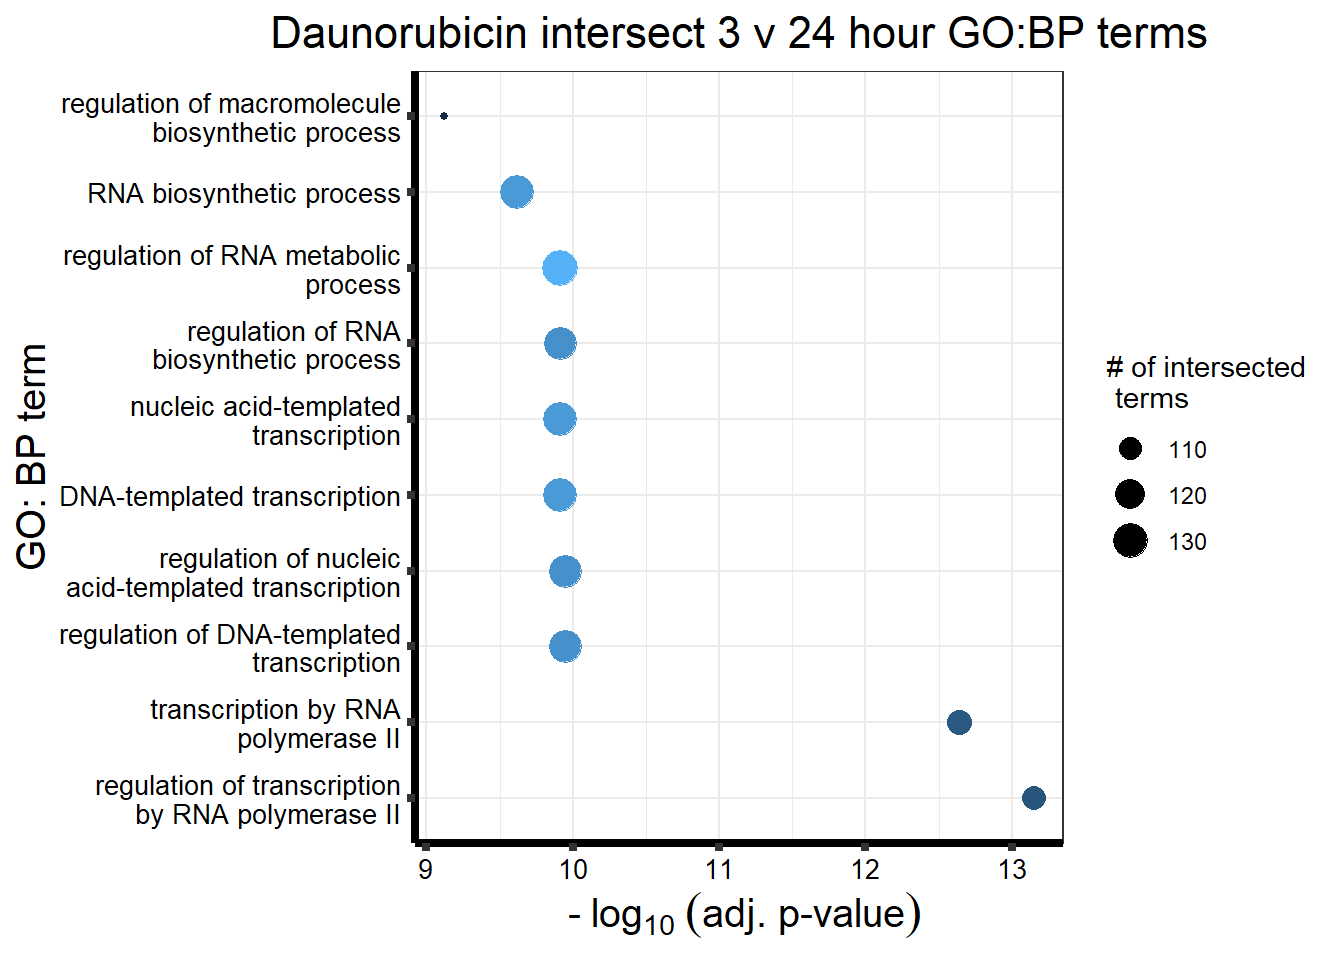 Daunorubicin intersect 3 v 24 hour GO:BP terms
GO: BP term
regulation of macromolecule
biosynthetic process
RNA biosynthetic process
regulation of RNA metabolic
process
regulation of RNA
biosynthetic process
nucleic acid-templated
transcription
DNA-templated transcription
regulation of nucleic
acid-templated transcription
regulation of DNA-templated
transcription
transcription by RNA
polymerase II
regulation of transcription
by RNA polymerase II
9 10 11 12 13
- log10 (adj. p-value)
# of intersected
terms
110
120
130